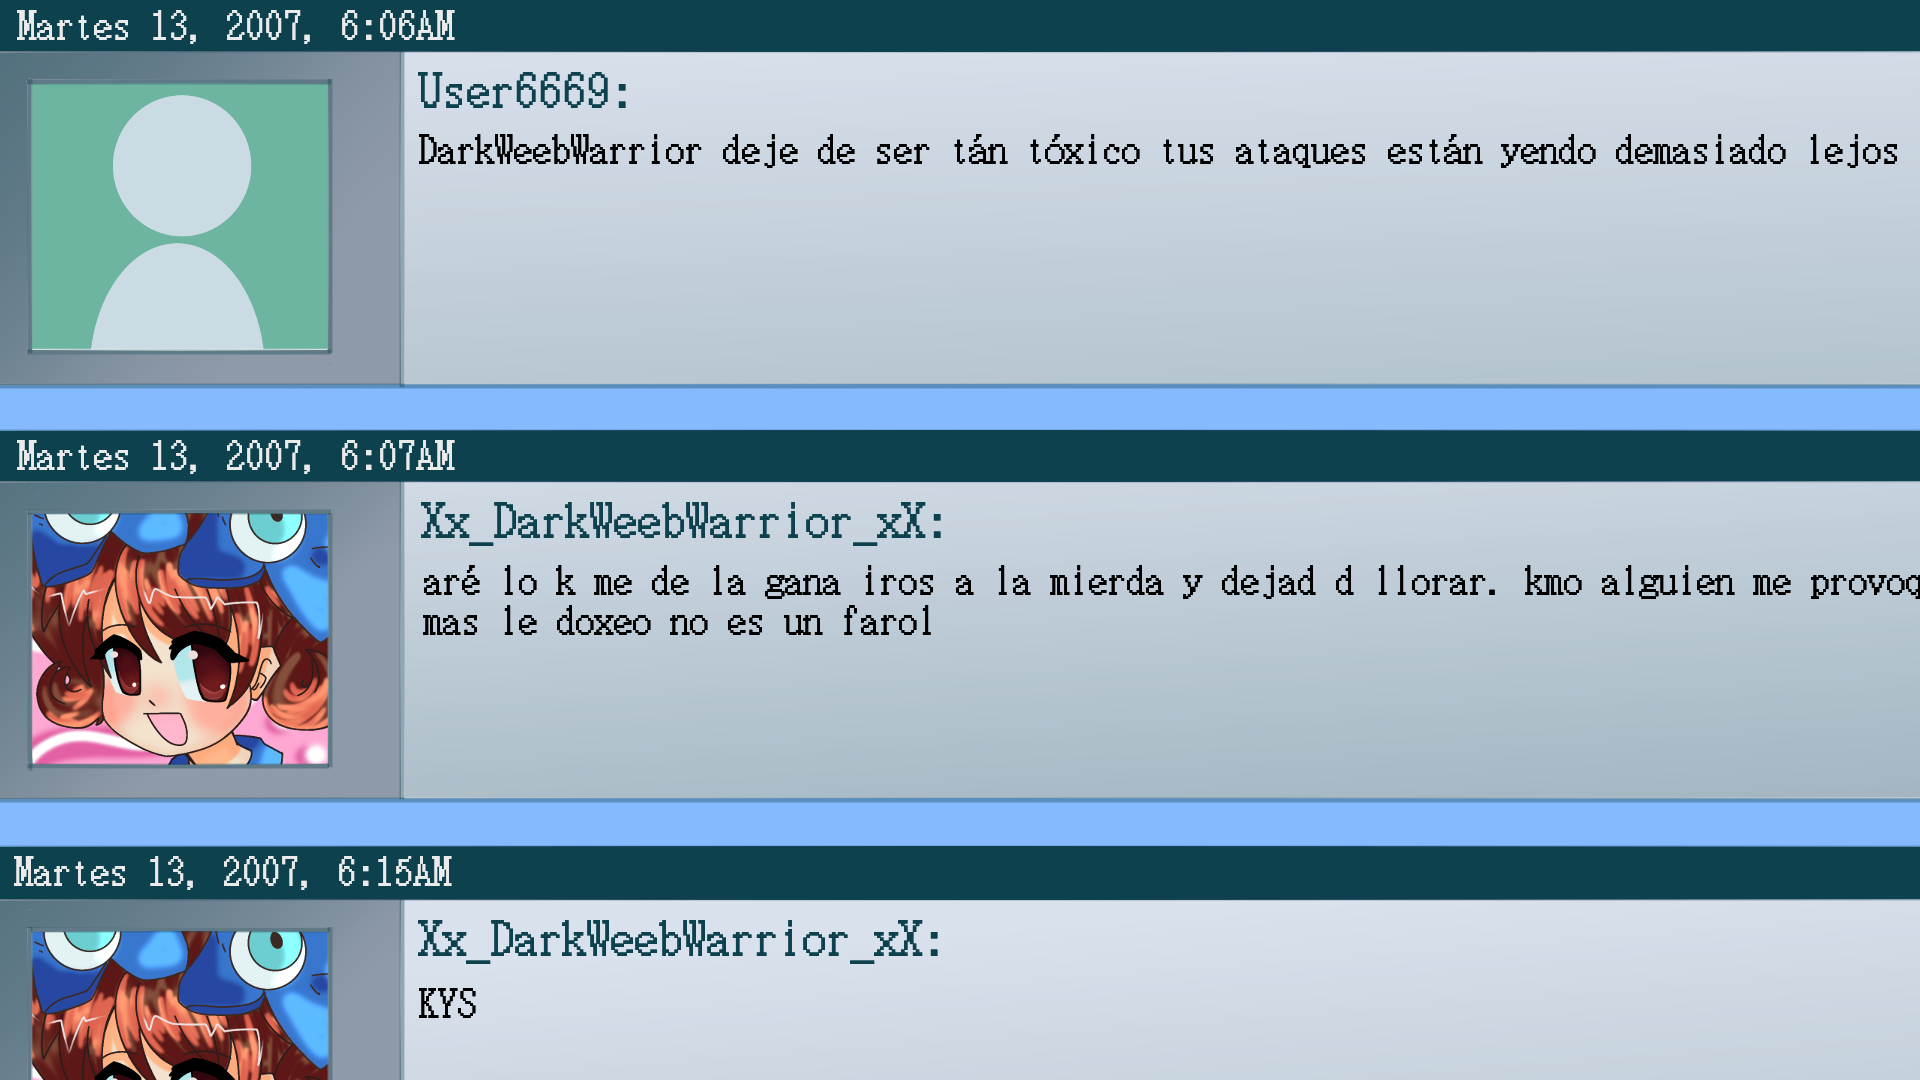 Martes 13, 2007, 6:06AM
User6669:
DarkWeebWarrior deje de ser tán tóxico tus ataques están yendo demasiado lejos
Martes 13, 2007, 6:07AM
Xx_DarkWeebWarrior_xX:
aré lo k me de la gana iros a la mierda y dejad d llorar. kmo alguien me provoq
mas le doxeo no es un farol
Martes 13, 2007, 6:15AM
Xx_DarkWeebWarrior_xX:
KYS